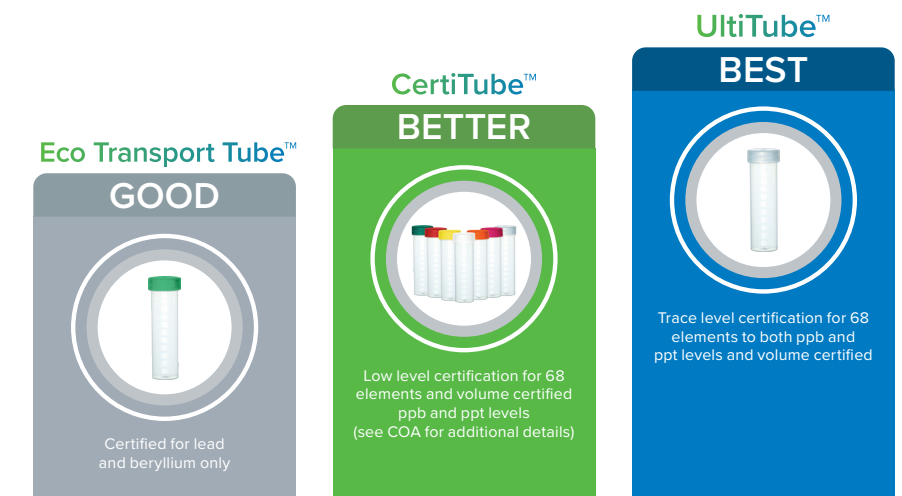 Eco Transport Tube™
GOOD
Certified for lead
and beryllium only
CertiTube™
BETTER
Low level certification for 68
elements and volume certified
ppb and ppt levels
(see COA for additional details)
UltiTube™
BEST
Trace level certification for 68
elements to both ppb and
ppt levels and volume certified